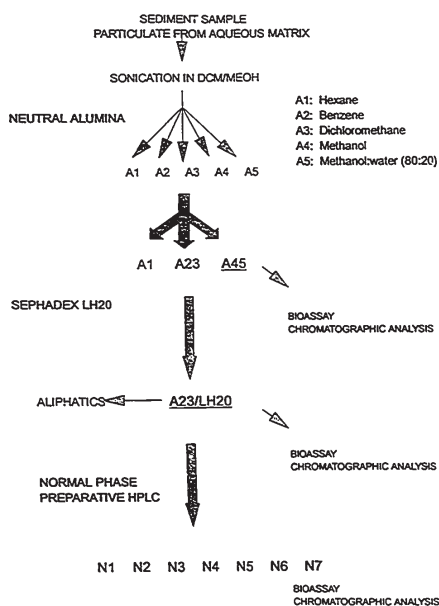 SEDIMENT SAMPLE
PARTICULATE FROM AQUEOUS MATRIX
SONICATION IN DCM/MEOH
NEUTRAL ALUMINA
A1: Hexane
A2: Benzene
A3: Dichloromethane
A4: Methanol
A5: Methanol:water (80:20)
A1 A2 A3 A4 A5
A1 A23 A45
SEPHADEX LH20
BIOASSAY
CHROMATOGRAPHIC ANALYSIS
ALIPHATICS A23/LH20
BIOASSAY
CHROMATOGRAPHIC ANALYSIS
NORMAL PHASE
PREPARATIVE HPLC
N1 N2 N3 N4 N5 N6 N7
BIOASSAY
CHROMATOGRAPHIC ANALYSIS